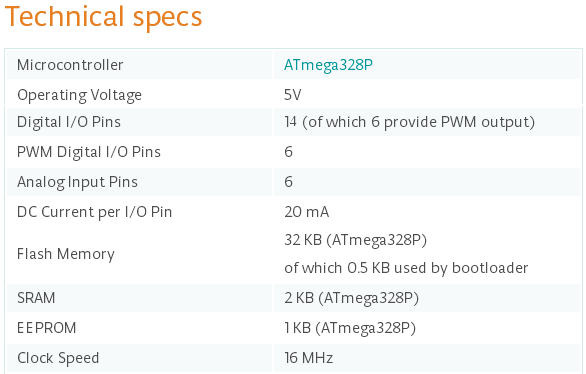 Technical specs
Microcontroller ATmega328P
Operating Voltage 5V
Digital I/O Pins 14 (of which 6 provide PWM output)
PWM Digital I/O Pins 6
Analog Input Pins 6
DC Current per I/O Pin 20 mA
Flash Memory 32 KB (ATmega328P)
of which 0.5 KB used by bootloader
SRAM 2 KB (ATmega328P)
EEPROM 1 KB (ATmega328P)
Clock Speed 16 MHz